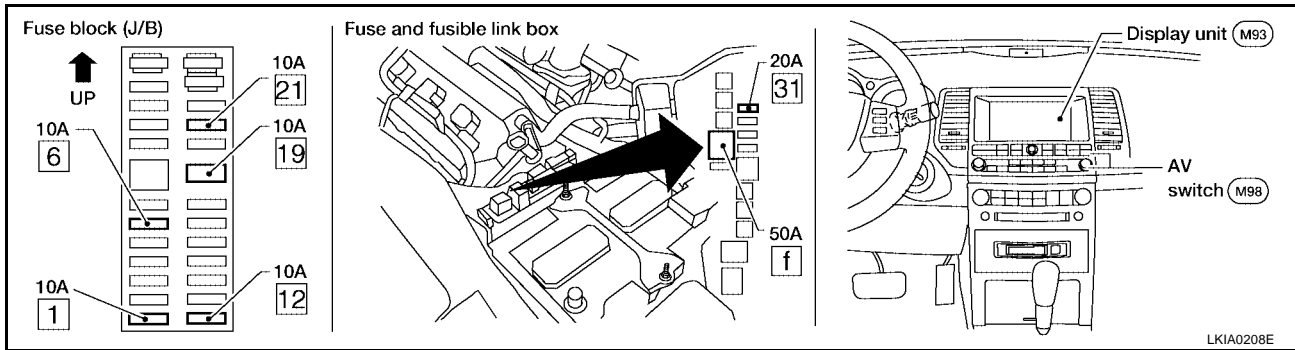 Fuse block (J/B)
UP
10A
21
10A
6
10A
19
10A
1
10A
12
Fuse and fusible link box
20A
31
50A
f
Display unit M93
AV
switch M98
LKIA0208E